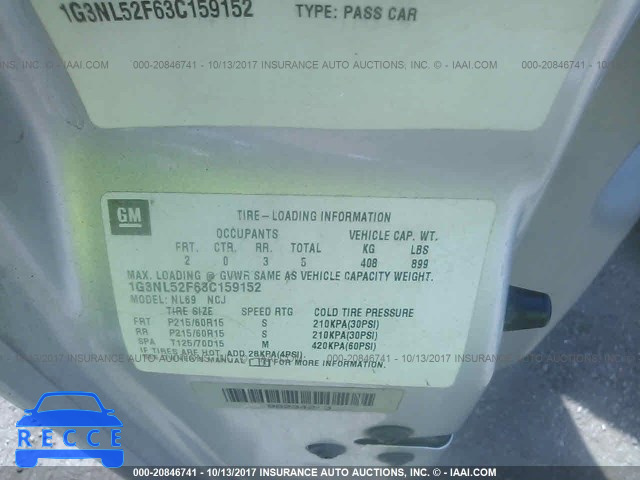 1G3NL52F63C159152 TYPE: PASS CAR
000-20846741 - 10/13/2017 INSURANCE AUTO AUCTIONS, INC. - © - IAAI.COM
GM
TIRE-LOADING INFORMATION
OCCUPANTS VEHICLE CAP. WT.
FRT. CTR. RR. TOTAL KG LBS
2 0 3 5 408 899
MAX. LOADING @ GVWR SAME AS VEHICLE CAPACITY WEIGHT.
1G3NL52F63C159152
MODEL: NL69 NCJ
TIRE SIZE SPEED RTG COLD TIRE PRESSURE
FRT P215/60R15 S 210KPA(30PSI)
RR P215/60R15 S 210KPA(30PSI)
SPA T125/70D15 M 420KPA(60PSI)
IF TIRES ARE HOT, ADD 28KPA(4PSI)
MANUAL FOR MORE INFORMATION.
RECCE
000-20846741 - 10/13/2017 INSURANCE AUTO AUCTIONS, INC. - © - IAAI.COM